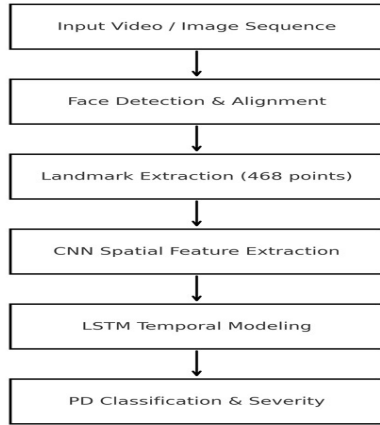 Input Video / Image Sequence
Face Detection & Alignment
Landmark Extraction (468 points)
CNN Spatial Feature Extraction
LSTM Temporal Modeling
PD Classification & Severity